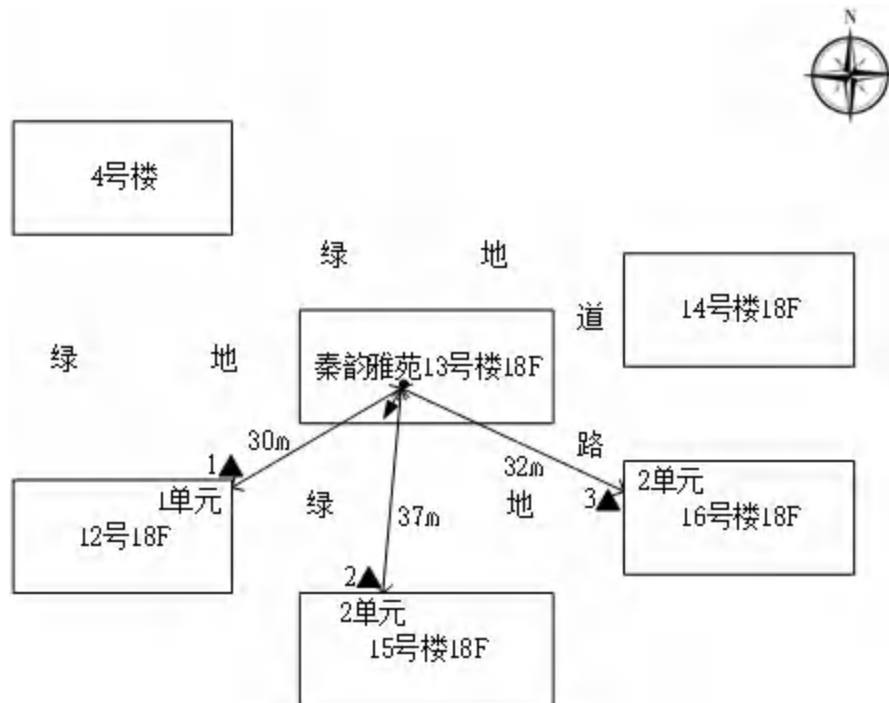 N
4号楼
绿 地
14号楼18F
道
绿 地
秦韵雅苑13号楼18F
30m
路
1
32m
1单元
2单元
绿 地
3
37m
12号18F
16号楼18F
2
2单元
15号楼18F